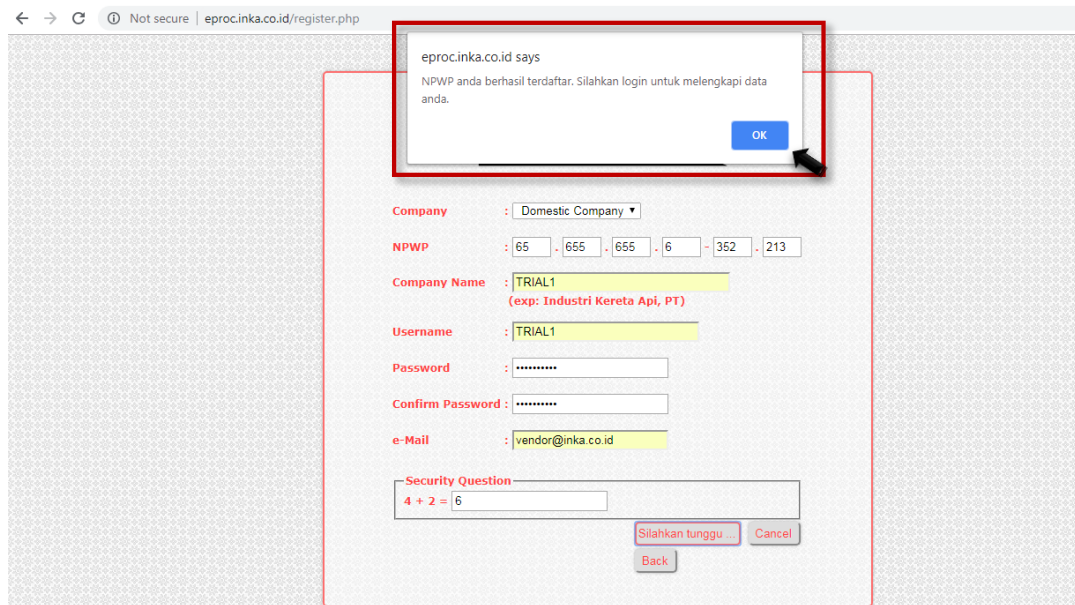 Not secure | eproc.inka.co.id/register.php
eproc.inka.co.id says
NPWP anda berhasil terdaftar. Silahkan login untuk melengkapi data
anda.
OK
Company : Domestic Company
NPWP : 65 . 655 . 655 . 6 - 352 . 213
Company Name : TRIAL1
(exp: Industri Kereta Api, PT)
Username : TRIAL1
Password : ••••••••••
Confirm Password : ••••••••••
e-Mail : vendor@inka.co.id
Security Question
4 + 2 = 6
Silahkan tunggu ... Cancel
Back